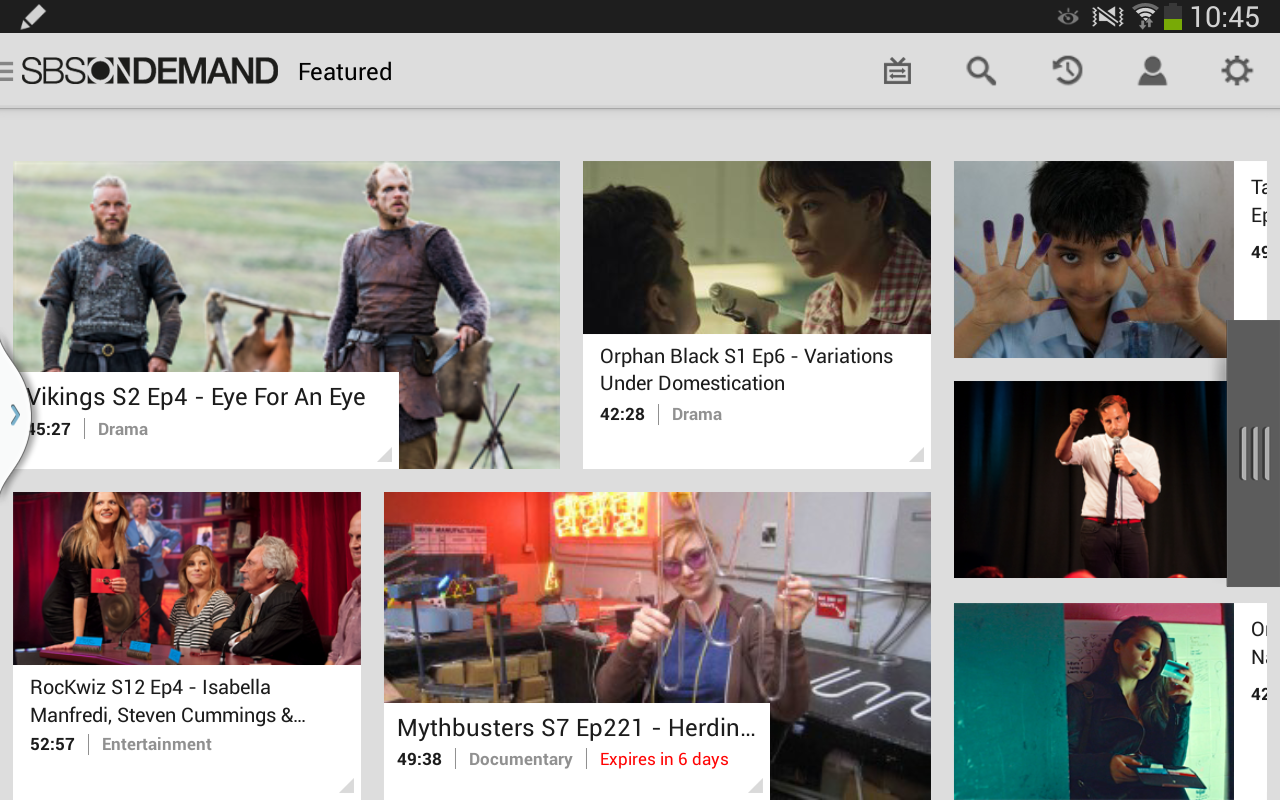 10:45
SBS ONDEMAND Featured
Vikings S2 Ep4 - Eye For An Eye
45:27 Drama
Orphan Black S1 Ep6 - Variations
Under Domestication
42:28 Drama
Ta
Ep
49
RocKwiz S12 Ep4 - Isabella
Manfredi, Steven Cummings &...
52:57 Entertainment
Mythbusters S7 Ep221 - Herdin...
49:38 Documentary Expires in 6 days
Or
Na
42